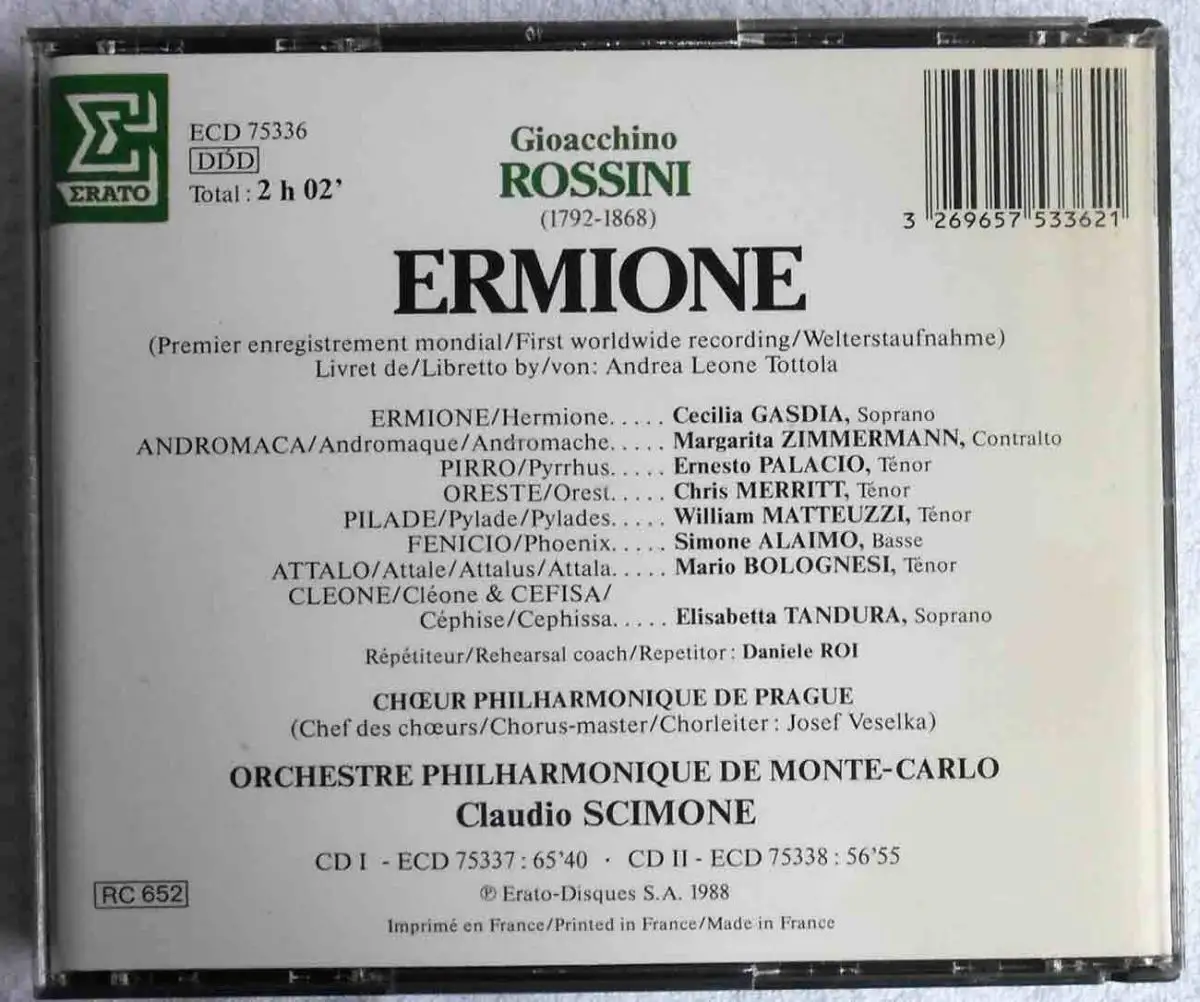 ERATO
ECD 75336
DDD
Total : 2 h 02’
Gioacchino
ROSSINI
(1792-1868)
3 269657 533621
ERMIONE
(Premier enregistrement mondial/First worldwide recording/Welterstaufnahme)
Livret de/Libretto by/von: Andrea Leone Tottola
ERMIONE/Hermione..... Cecilia GASDIA, Soprano
ANDROMACA/Andromaque/Andromache..... Margarita ZIMMERMANN, Contralto
PIRRO/Pyrrhus..... Ernesto PALACIO, Ténor
ORESTE/Orest..... Chris MERRITT, Ténor
PILADE/Pylade/Pylades..... William MATTEUZZI, Ténor
FENICIO/Phoenix..... Simone ALAIMO, Basse
ATTALO/Attale/Attalus/Attala..... Mario BOLOGNESI, Ténor
CLEONE/Cléone & CEFISA/
Céphise/Cephissa..... Elisabetta TANDURA, Soprano
Répétiteur/Rehearsal coach/Repetitor : Daniele ROI
CHŒUR PHILHARMONIQUE DE PRAGUE
(Chef des chœurs/Chorus-master/Chorleiter : Josef Veselka)
ORCHESTRE PHILHARMONIQUE DE MONTE-CARLO
Claudio SCIMONE
CD I - ECD 75337 : 65’40 · CD II - ECD 75338 : 56’55
RC 652
℗ Erato-Disques S.A. 1988
Imprimé en France/Printed in France/Made in France